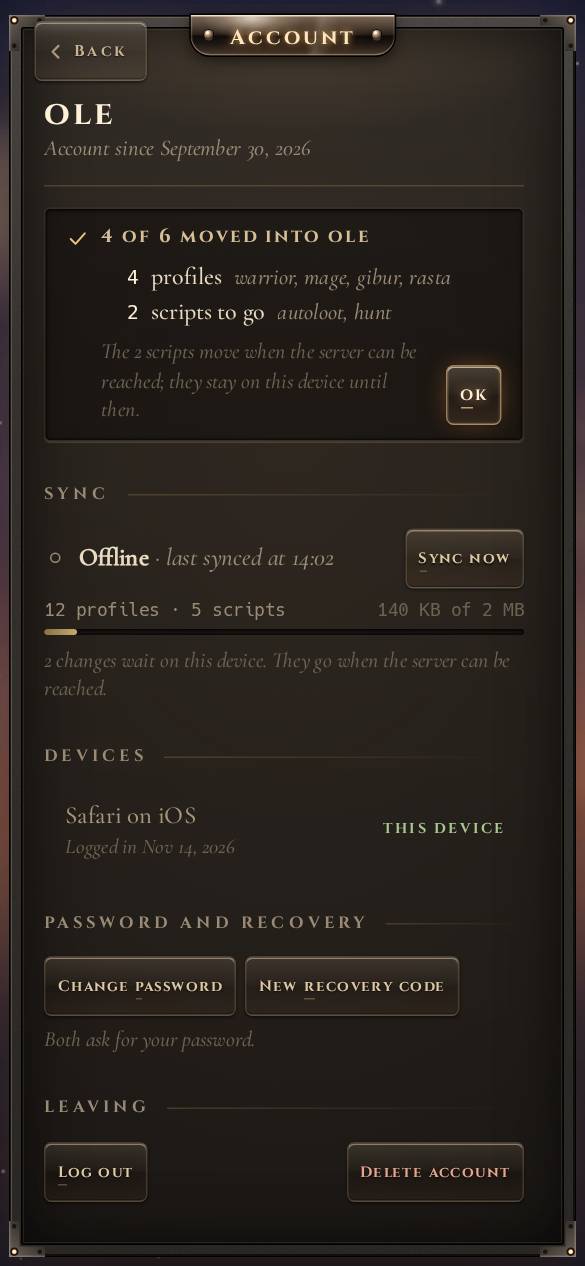 Back
Account
OLE
Account since September 30, 2026
4 of 6 moved into Ole
4 profiles warrior, mage, gibur, rasta
2 scripts to go autoloot, hunt
The 2 scripts move when the server can be
reached; they stay on this device until
then.
OK
Sync
Offline · last synced at 14:02
Sync now
12 profiles · 5 scripts
140 KB of 2 MB
2 changes wait on this device. They go when the server can be
reached.
Devices
Safari on iOS
Logged in Nov 14, 2026
This device
Password and recovery
Change password
New recovery code
Both ask for your password.
Leaving
Log out
Delete account